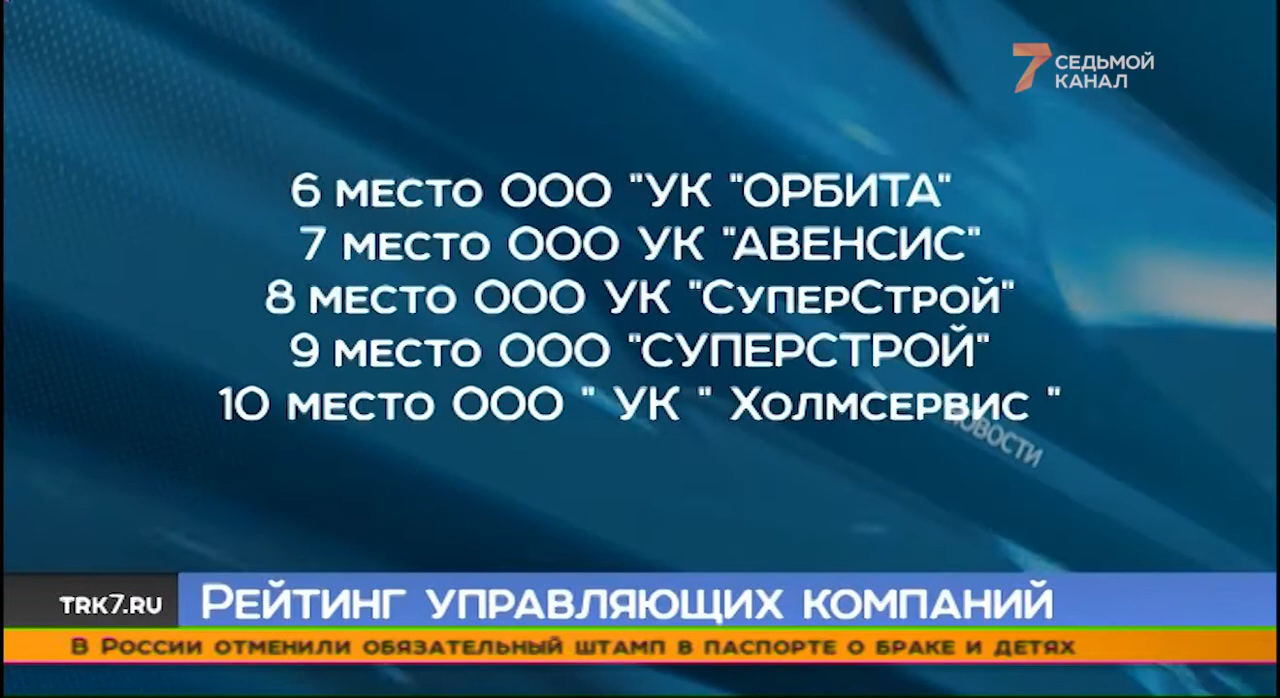 7 СЕДЬМОЙ
КАНАЛ
6 место ООО "УК "ОРБИТА"
7 место ООО УК "АВЕНСИС"
8 место ООО УК "СуперСтрой"
9 место ООО "СУПЕРСТРОЙ"
10 место ООО " УК " Холмсервис "
НОВОСТИ
TRK7.RU
Рейтинг управляющих компаний
В России отменили обязательный штамп в паспорте о браке и детях